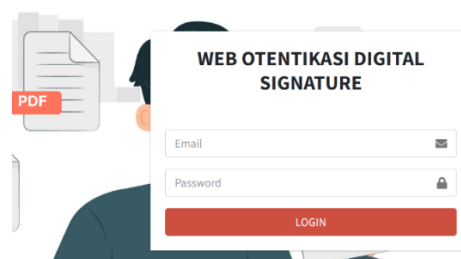 WEB OTENTIKASI DIGITAL
SIGNATURE
PDF
Email
Password
LOGIN